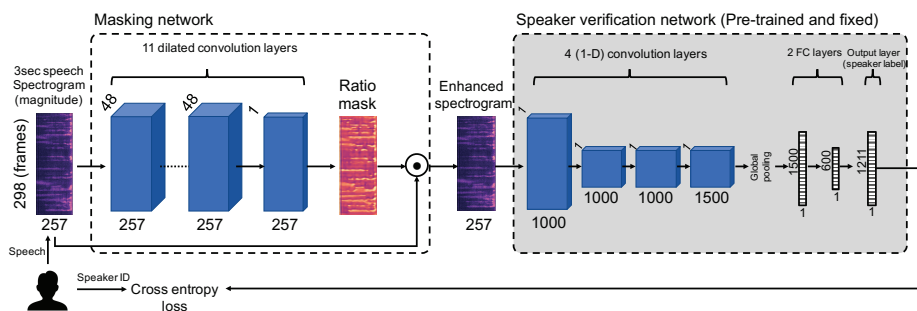 Masking network
Speaker verification network (Pre-trained and fixed)
11 dilated convolution layers
4 (1-D) convolution layers
2 FC layers
Output layer
(speaker label)
3sec speech
Spectrogram
(magnitude)
48
48
1
Ratio
mask
Enhanced
spectrogram
1
1
1
1
298 (frames)
Global
pooling
1500
600
1211
257
257
257
257
257
1000
1000
1000
1500
1
1
1
Speech
Speaker ID
Cross entropy
loss